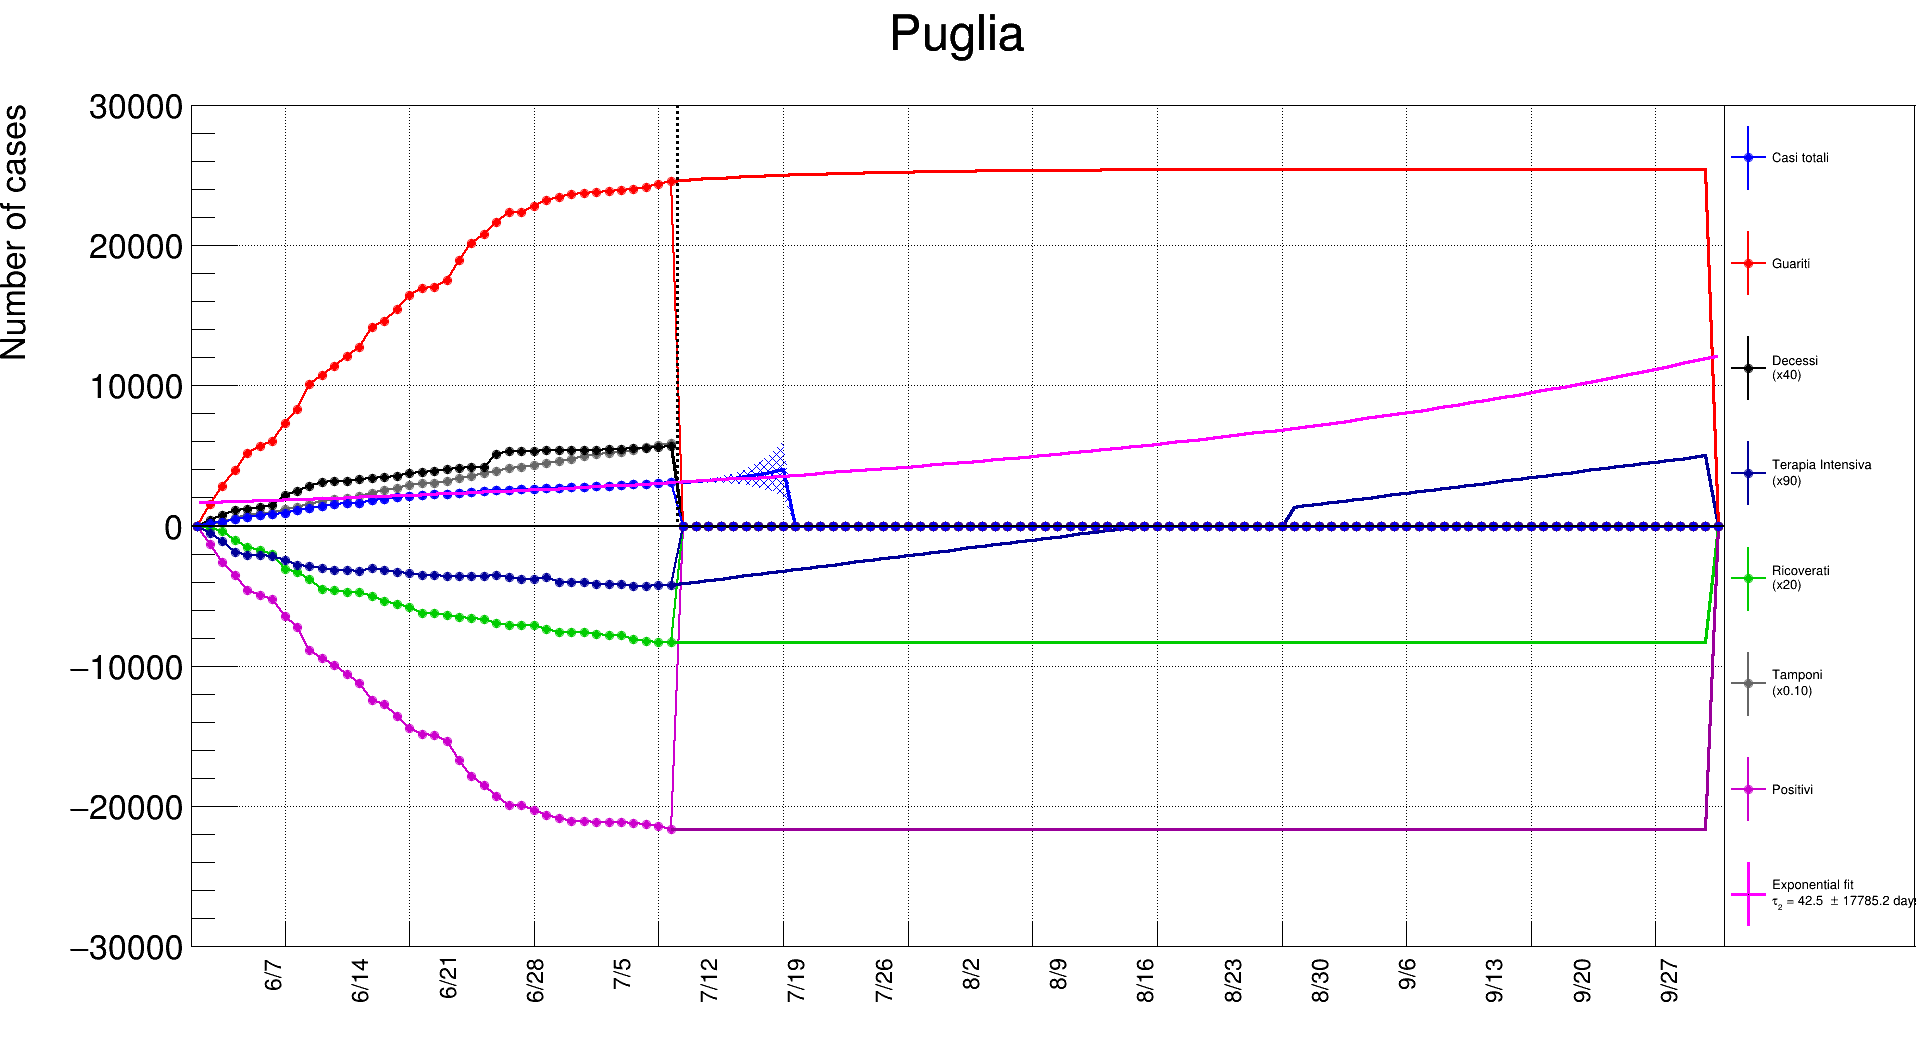 Puglia
Number of cases
30000
20000
10000
0
−10000
−20000
−30000
6/7
6/14
6/21
6/28
7/5
7/12
7/19
7/26
8/2
8/9
8/16
8/23
8/30
9/6
9/13
9/20
9/27
Casi totali
Guariti
Decessi
(x40)
Terapia Intensiva
(x90)
Ricoverati
(x20)
Tamponi
(x0.10)
Positivi
Exponential fit
τ2 = 42.5 ± 17785.2 days